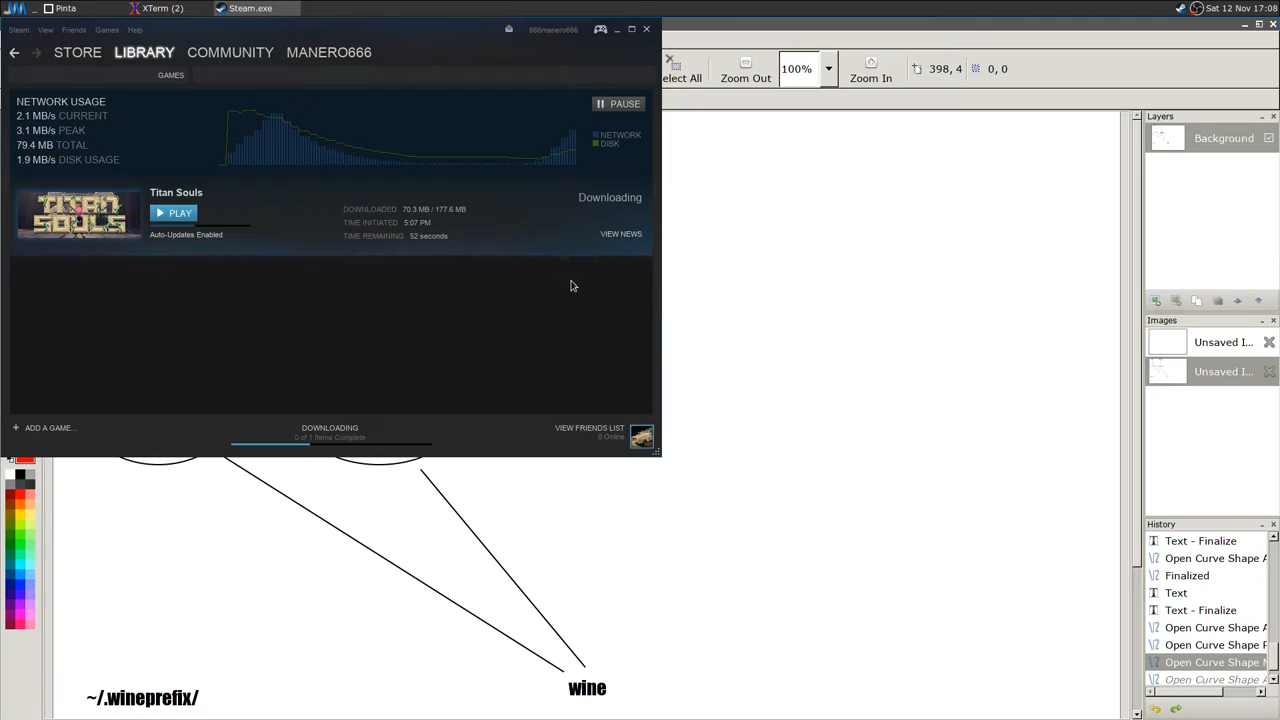 Pinta
XTerm (2)
Steam.exe
Sat 12 Nov 17:08
Steam View Friends Games Help
666manero666
STORE LIBRARY COMMUNITY MANERO666
GAMES
elect All
Zoom Out
100%
Zoom In
398, 4
0, 0
NETWORK USAGE
2.1 MB/s CURRENT
3.1 MB/s PEAK
79.4 MB TOTAL
1.9 MB/s DISK USAGE
PAUSE
NETWORK
DISK
TITAN
SOULS
Titan Souls
PLAY
Auto-Updates Enabled
DOWNLOADED 70.3 MB / 177.6 MB
TIME INITIATED 5:07 PM
TIME REMAINING 52 seconds
Downloading
VIEW NEWS
+ ADD A GAME...
DOWNLOADING
0 of 1 Items Complete
VIEW FRIENDS LIST
0 Online
Layers
Background
Images
Unsaved I...
Unsaved I...
History
Text - Finalize
Open Curve Shape A
Finalized
Text
Text - Finalize
Open Curve Shape A
Open Curve Shape P
Open Curve Shape M
Open Curve Shape
~/.wineprefix/
wine